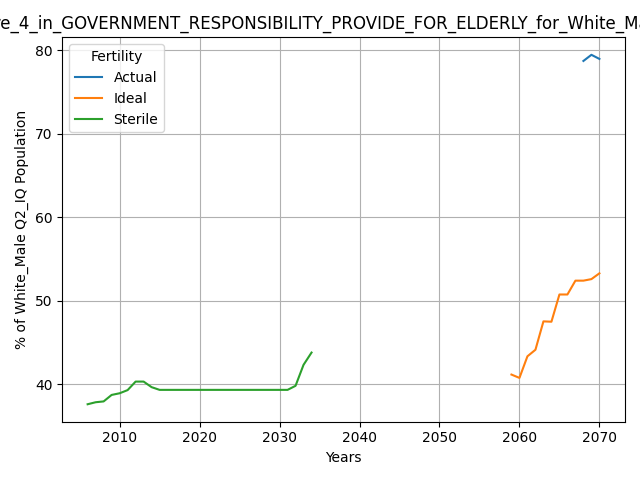 re_4_in_GOVERNMENT_RESPONSIBILITY_PROVIDE_FOR_ELDERLY_for_White_Ma
Fertility
Actual
Ideal
Sterile
% of White_Male Q2_IQ Population
80
70
60
50
40
2010 2020 2030 2040 2050 2060 2070
Years